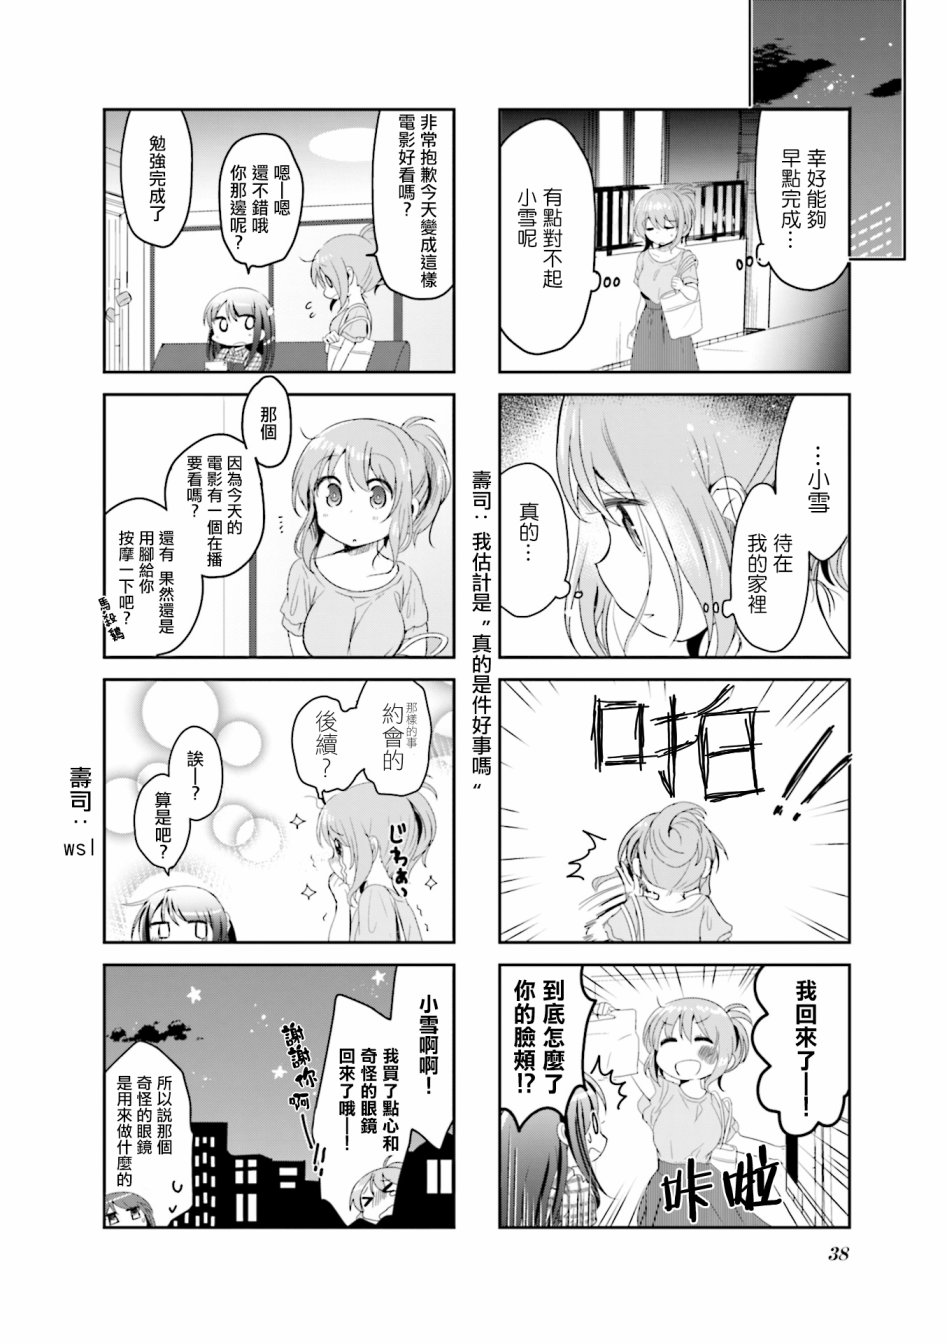 幸好能夠
早點完成…
有點對不起
小雪呢
…小雪
待在
我的家裡
真的…
啪
我回來了——!
到底怎麼了
你的臉頰!?
咔啦
壽司：我估計是〝真的是件好事嗎〞
非常抱歉今天變成這樣
電影好看嗎?
嗯—嗯
還不錯哦
你那邊呢?
勉強完成了
那個
因為今天的
電影有一個在播
要看嗎?
還有 果然還是
用腳給你
按摩一下吧?
馬殺雞
那樣的事
約會的
後續?
じわぁ、
誒—?
算是吧?
壽司：wsl
小雪啊啊!
我買了點心和
奇怪的眼鏡
回來了哦—!
謝謝你啊——!!!
所以說那個
奇怪的眼鏡
是用來做什麼的
38